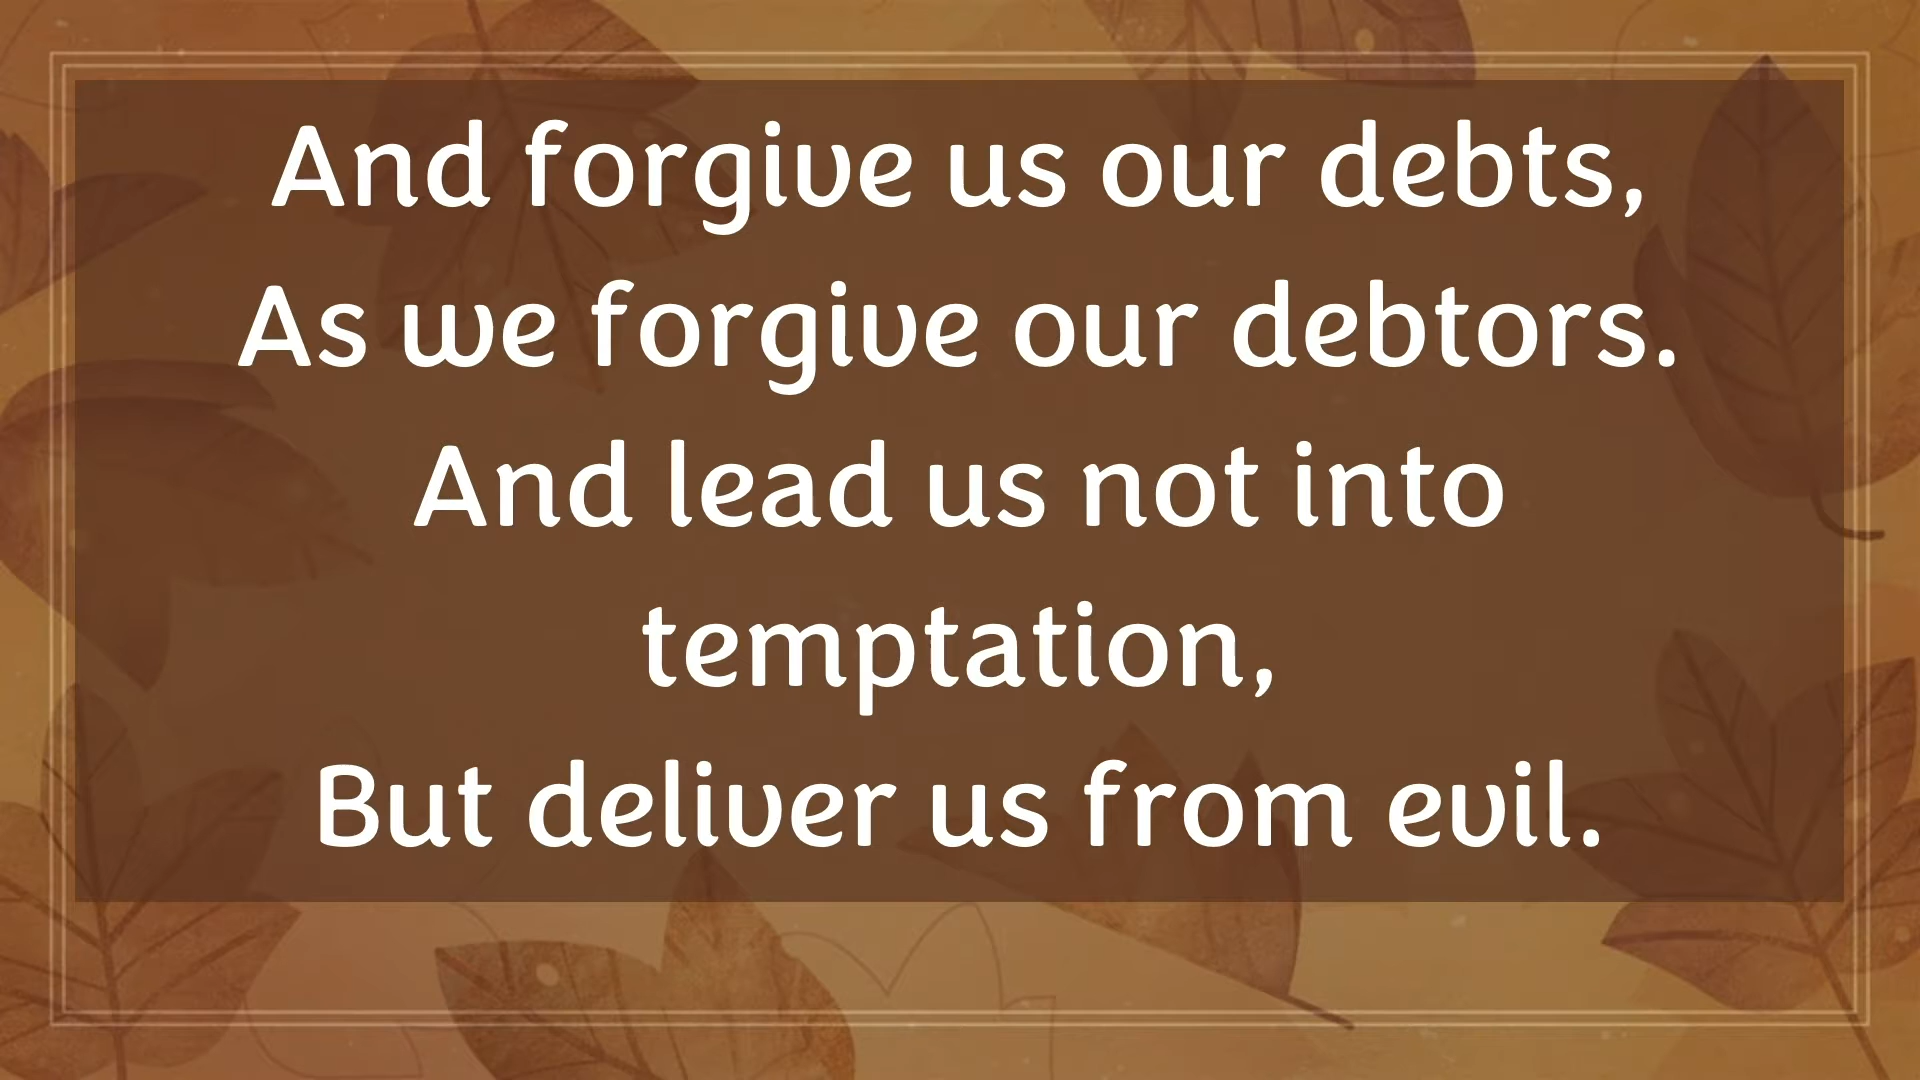 And forgive us our debts,
As we forgive our debtors.
And lead us not into
temptation,
But deliver us from evil.